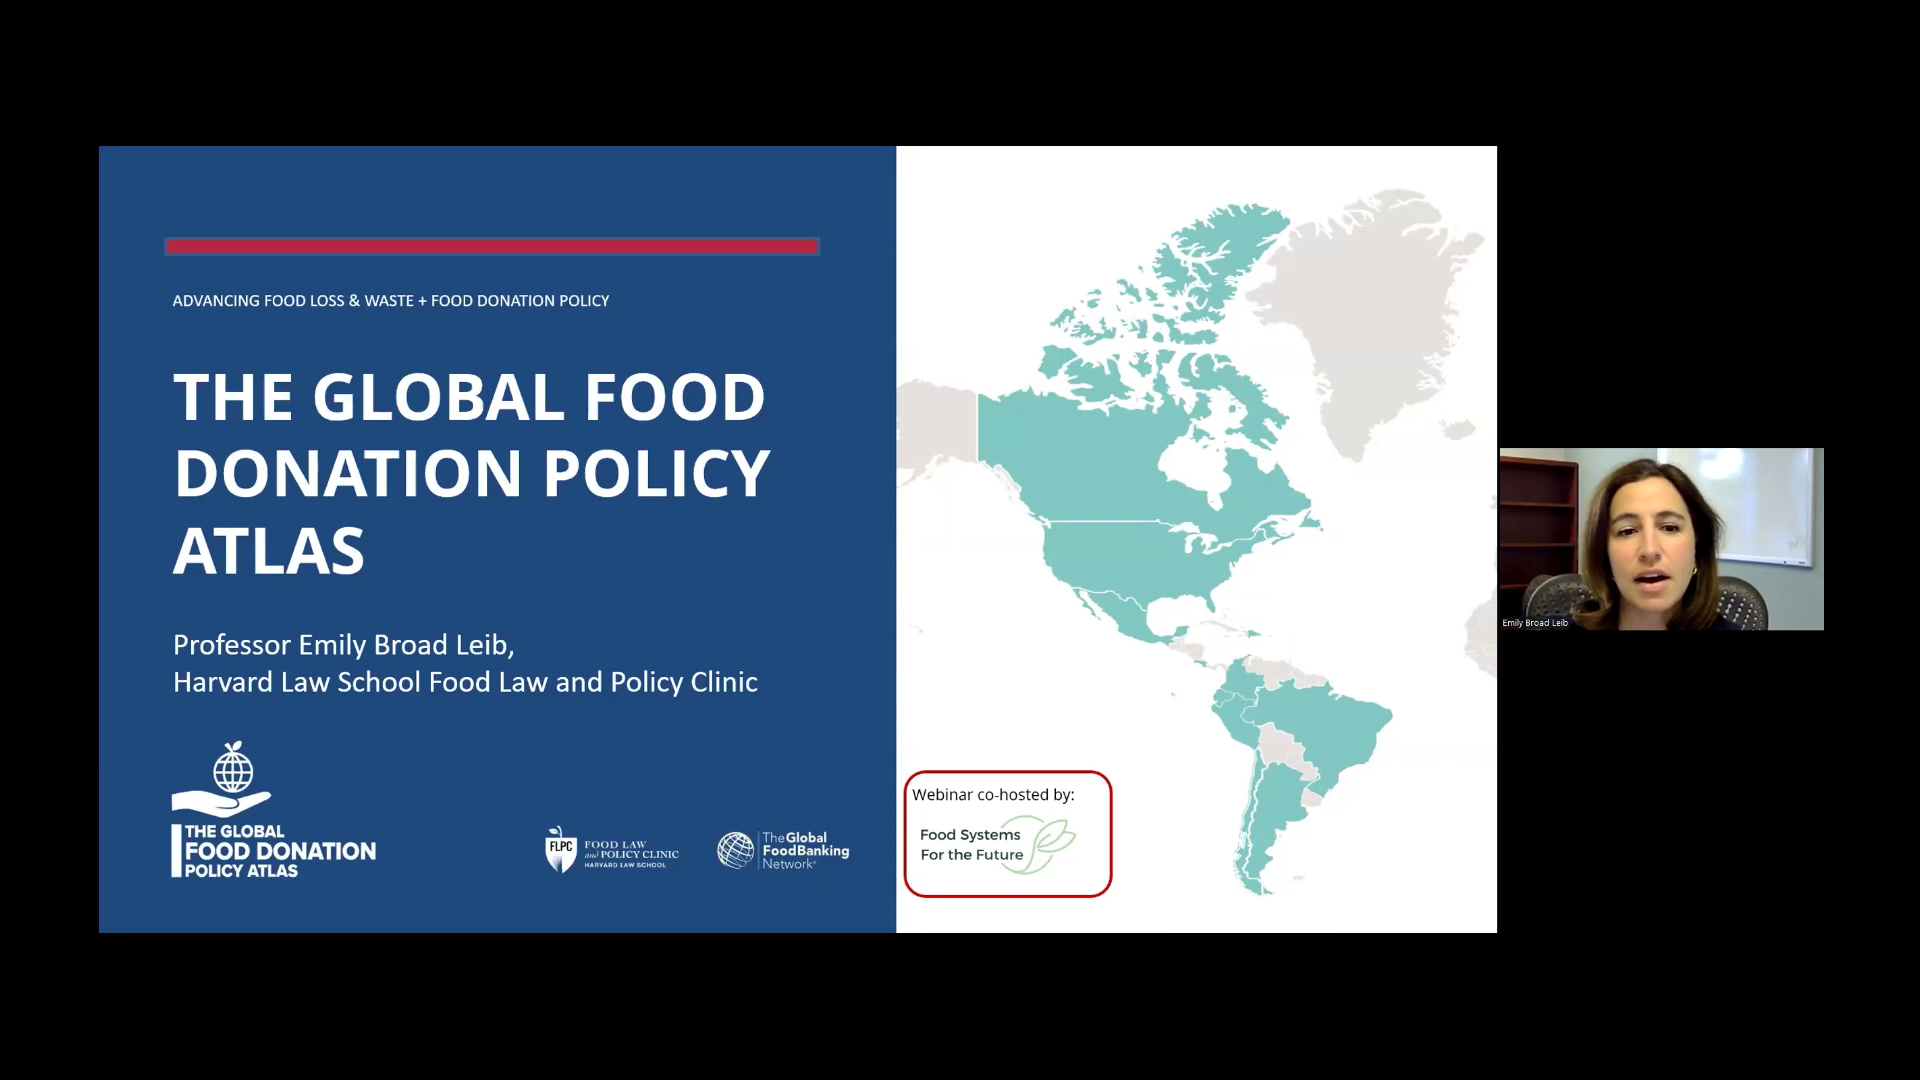 ADVANCING FOOD LOSS & WASTE + FOOD DONATION POLICY
THE GLOBAL FOOD
DONATION POLICY
ATLAS
Professor Emily Broad Leib,
Harvard Law School Food Law and Policy Clinic
THE GLOBAL
FOOD DONATION
POLICY ATLAS
FLPC
FOOD LAW
and POLICY CLINIC
HARVARD LAW SCHOOL
The Global
FoodBanking
Network®
Webinar co-hosted by:
Food Systems
For the Future
Emily Broad Leib